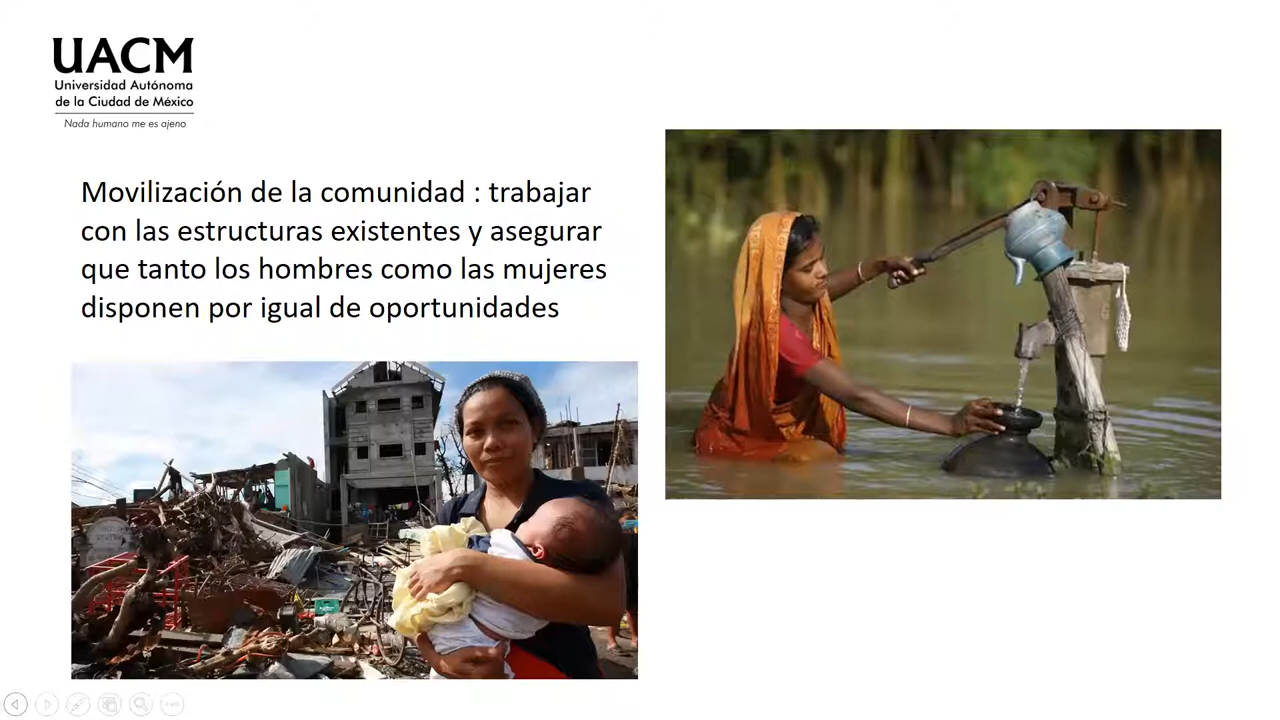 UACM
Universidad Autónoma
de la Ciudad de México
Nada humano me es ajeno
Movilización de la comunidad : trabajar
con las estructuras existentes y asegurar
que tanto los hombres como las mujeres
disponen por igual de oportunidades